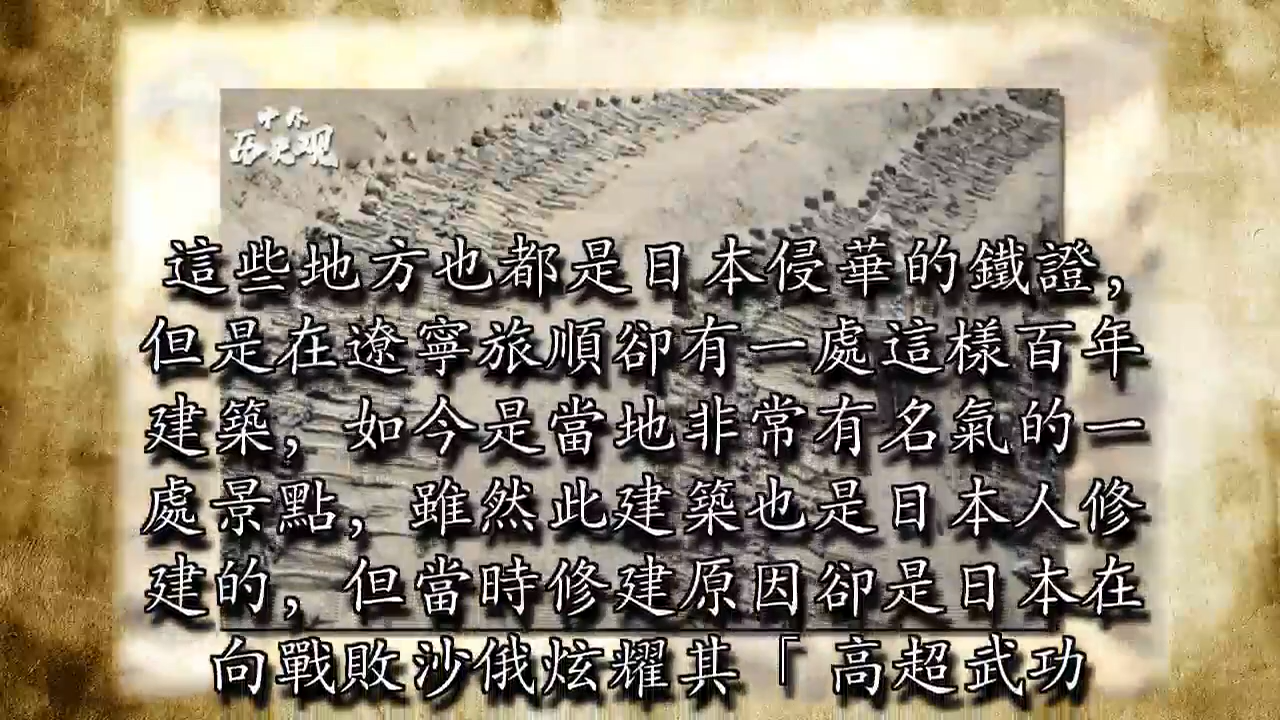 中外
历史观
這些地方也都是日本侵華的鐵證，
但是在遼寧旅順卻有一處這樣百年
建築，如今是當地非常有名氣的一
處景點，雖然此建築也是日本人修
建的，但當時修建原因卻是日本在
向戰敗沙俄炫耀其「高超武功